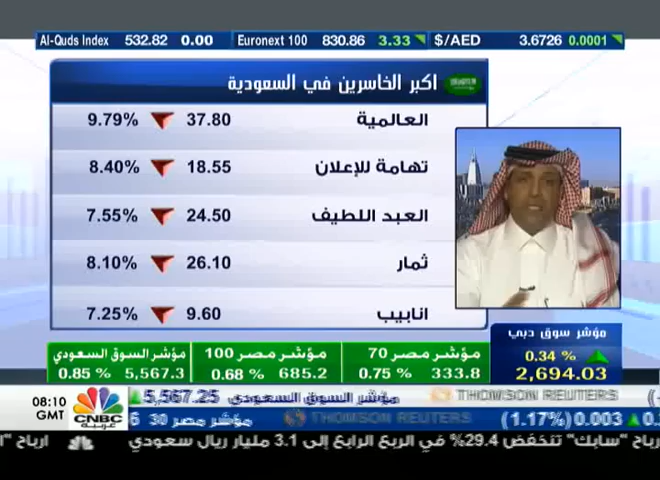 Al-Quds Index 532.82 0.00 Euronext 100 830.86 3.33 $/AED 3.6726 0.0001
اكبر الخاسرين في السعودية
العالمية 37.80 9.79%
تهامة للإعلان 18.55 8.40%
العبد اللطيف 24.50 7.55%
ثمار 26.10 8.10%
انابيب 9.60 7.25%
مؤشر سوق دبي
0.34 %
2,694.03
مؤشر مصر 70
333.8 0.75 %
مؤشر مصر 100
685.2 0.68 %
مؤشر السوق السعودي
5,567.3 0.85 %
08:10
GMT
CNBC
عربية
THOMSON REUTERS مؤشر السوق السعودي 5,567.25
0.003 (1.17%) THOMSON REUTERS مؤشر مصر 30
ارباح "سابك" تنخفض 29.4% في الربع الرابع إلى 3.1 مليار ريال سعودي ارباح